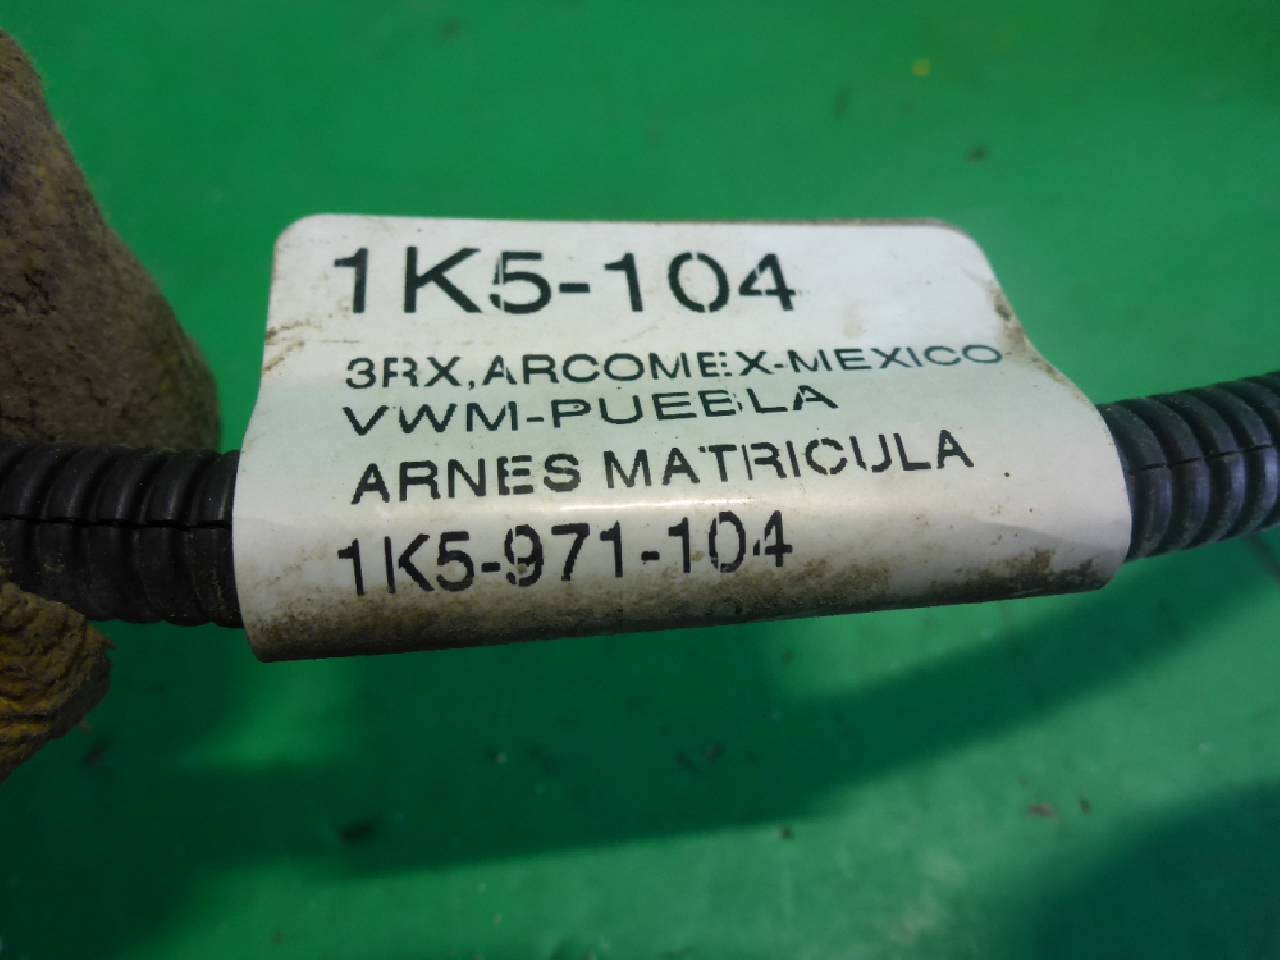 1K5-104
3RX,ARCOMEX-MEXICO
VWM-PUEBLA
ARNES MATRICULA
1K5-971-104